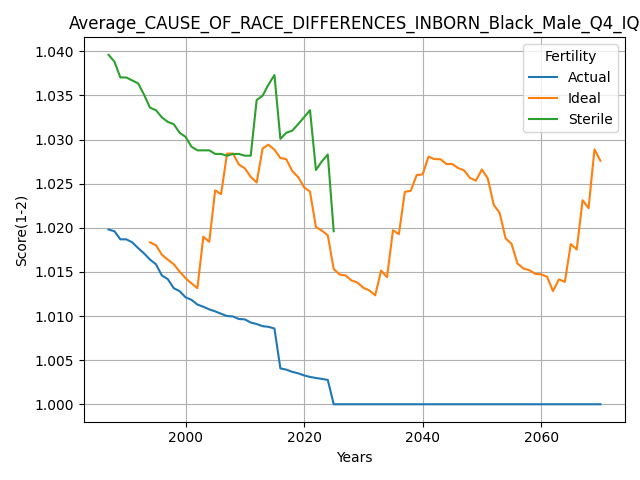 Average_CAUSE_OF_RACE_DIFFERENCES_INBORN_Black_Male_Q4_IQ
Fertility
Actual
Ideal
Sterile
Score(1-2)
1.040
1.035
1.030
1.025
1.020
1.015
1.010
1.005
1.000
2000
2020
2040
2060
Years